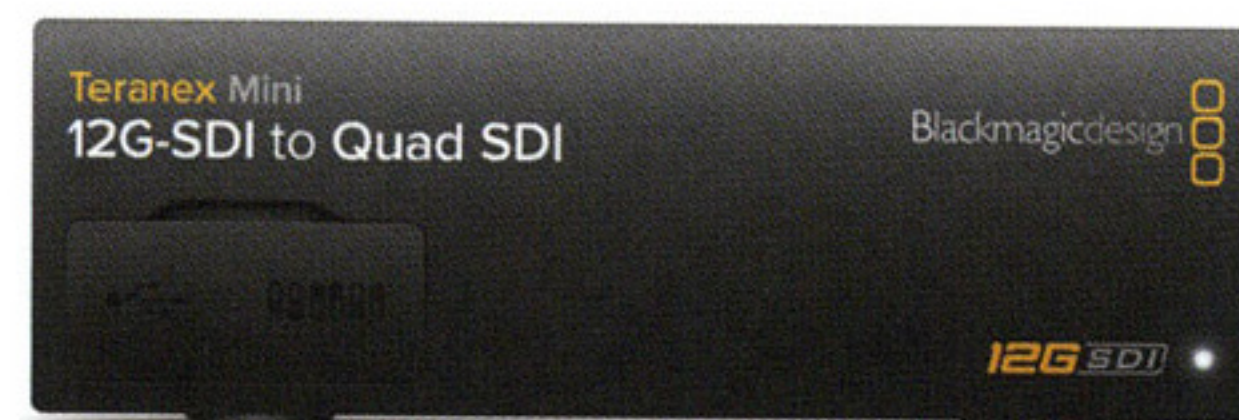 Teranex Mini
12G-SDI to Quad SDI
Blackmagicdesign
12G SDI